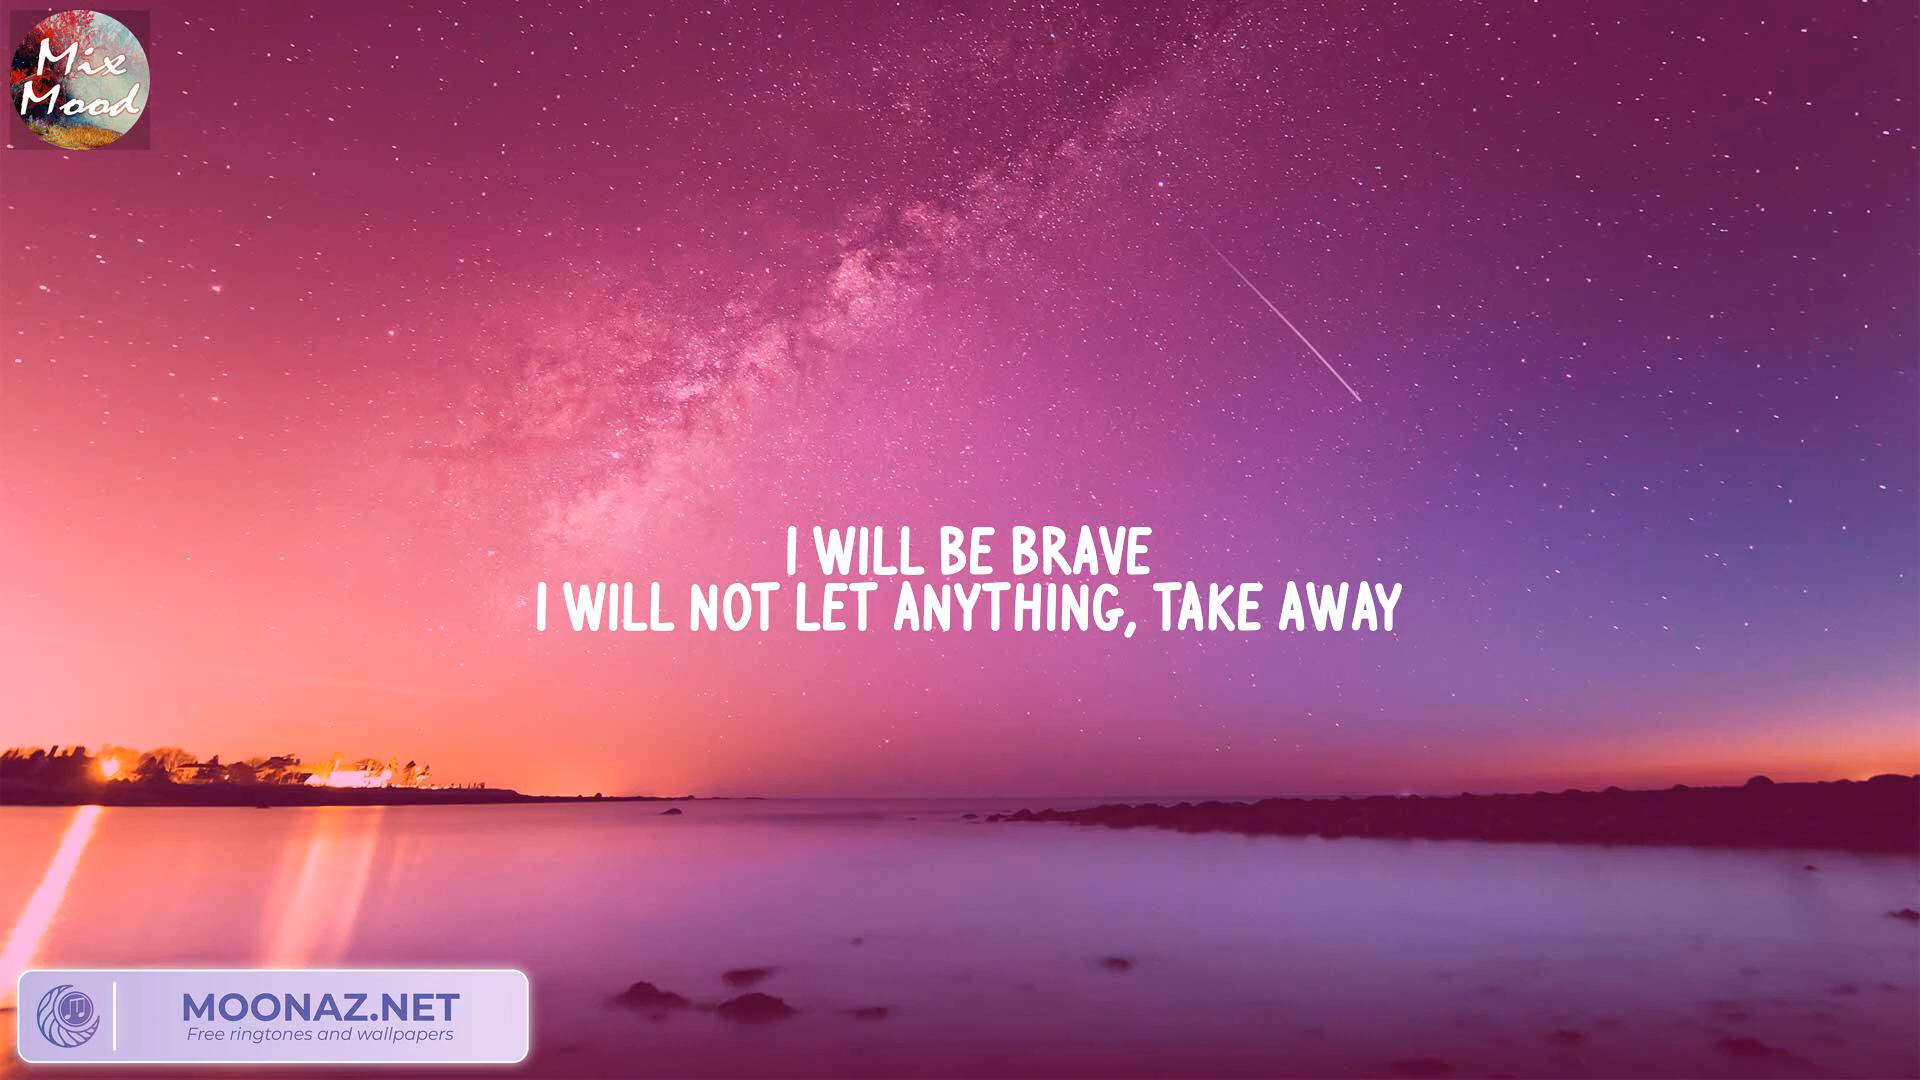 Mix
Mood
I WILL BE BRAVE
I WILL NOT LET ANYTHING, TAKE AWAY
MOONAZ.NET
Free ringtones and wallpapers